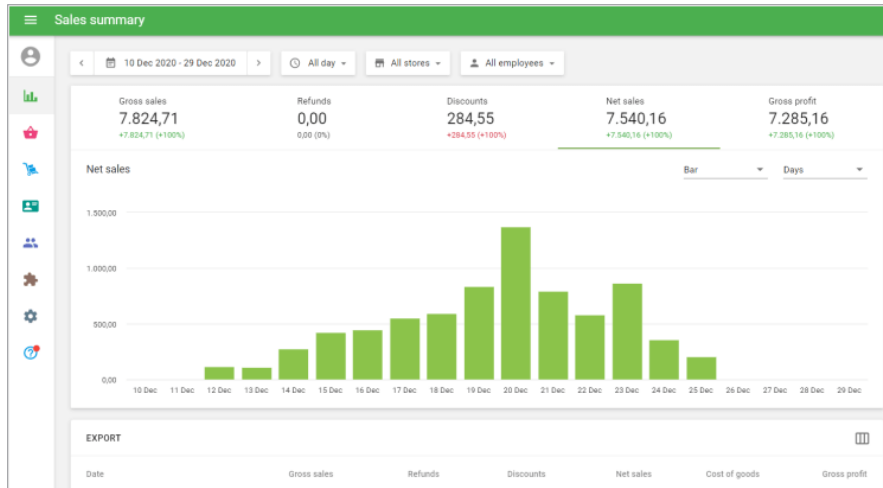 Sales summary
10 Dec 2020 - 29 Dec 2020 All day All stores All employees
Gross sales Refunds Discounts Net sales Gross profit
7.824,71 0,00 284,55 7.540,16 7.285,16
+7.824,71 (+100%) 0,00 (0%) +284,55 (+100%) +7.540,16 (+100%) +7.285,16 (+100%)
Net sales Bar Days
1.500,00
1.000,00
500,00
0,00
10 Dec 11 Dec 12 Dec 13 Dec 14 Dec 15 Dec 16 Dec 17 Dec 18 Dec 19 Dec 20 Dec 21 Dec 22 Dec 23 Dec 24 Dec 25 Dec 26 Dec 27 Dec 28 Dec 29 Dec
EXPORT
Date Gross sales Refunds Discounts Net sales Cost of goods Gross profit